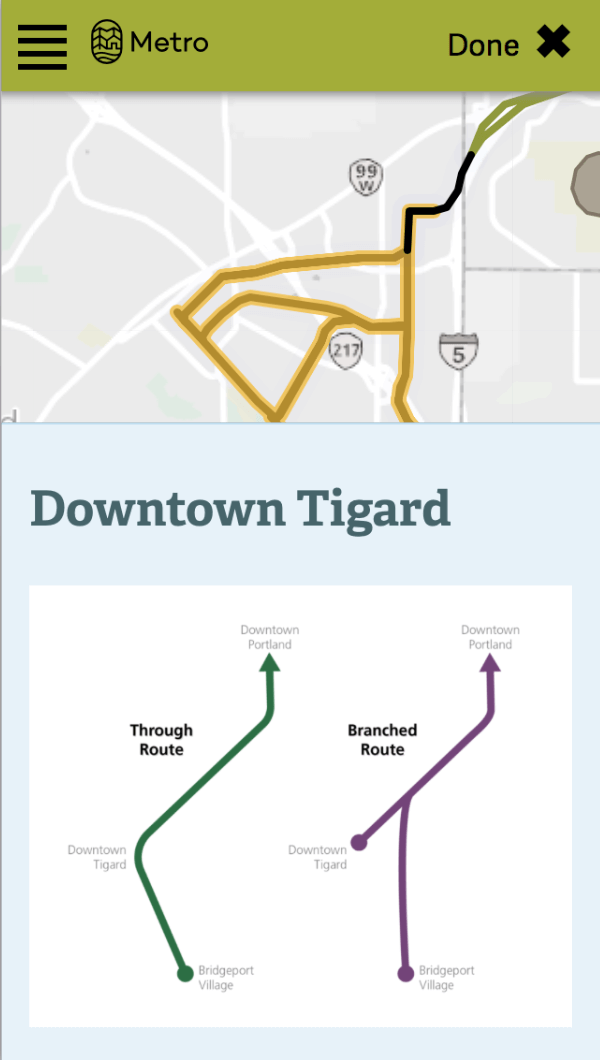 Metro
Done
99
W
217
5
d
Downtown Tigard
Downtown
Portland
Through
Route
Downtown
Tigard
Bridgeport
Village
Downtown
Portland
Branched
Route
Downtown
Tigard
Bridgeport
Village